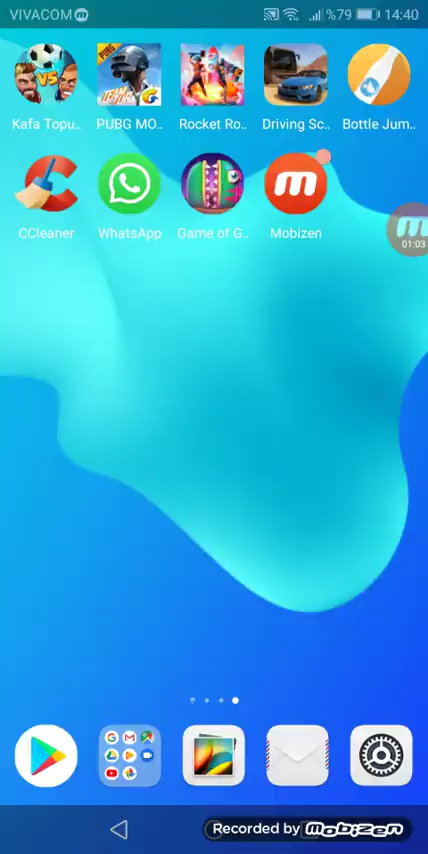 VIVACOM %79 14:40
PUBG
Kafa Topu.. PUBG MO.. Rocket Ro.. Driving Sc.. Bottle Jum..
CCleaner WhatsApp Game of G.. Mobizen
01:03
Recorded by Mobizen